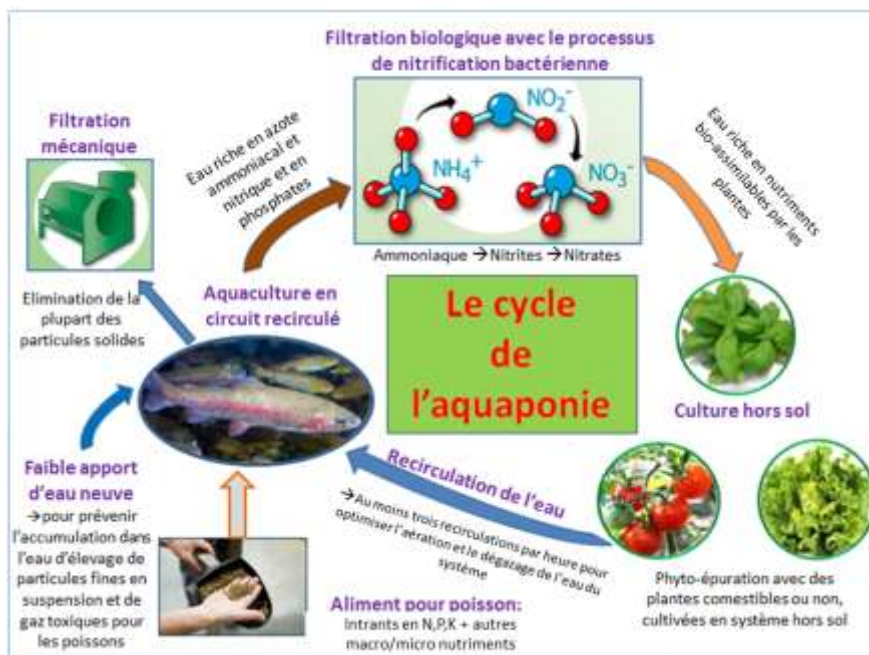 Filtration biologique avec le processus
de nitrification bactérienne
Filtration
mécanique
Eau riche en azote
ammoniacal et
nitrique et en
phosphates
NO₂⁻
NH₄⁺
NO₃⁻
Ammoniaque →Nitrites →Nitrates
Eau riche en nutriments
bio-assimilables par les
plantes
Elimination de la
plupart des
particules solides
Aquaculture en
circuit recirculé
Le cycle
de
l'aquaponie
Culture hors sol
Faible apport
d'eau neuve
→pour prévenir
l'accumulation dans
l'eau d'élevage de
particules fines en
suspension et de
gaz toxiques pour
les poissons
Recirculation de l'eau
→Au moins trois recirculations par heure pour
optimiser l'aération et le dégazage de l'eau du
système
Aliment pour poisson:
Intrants en N,P,K + autres
macro/micro nutriments
Phyto-épuration avec des
plantes comestibles ou non,
cultivées en système hors sol